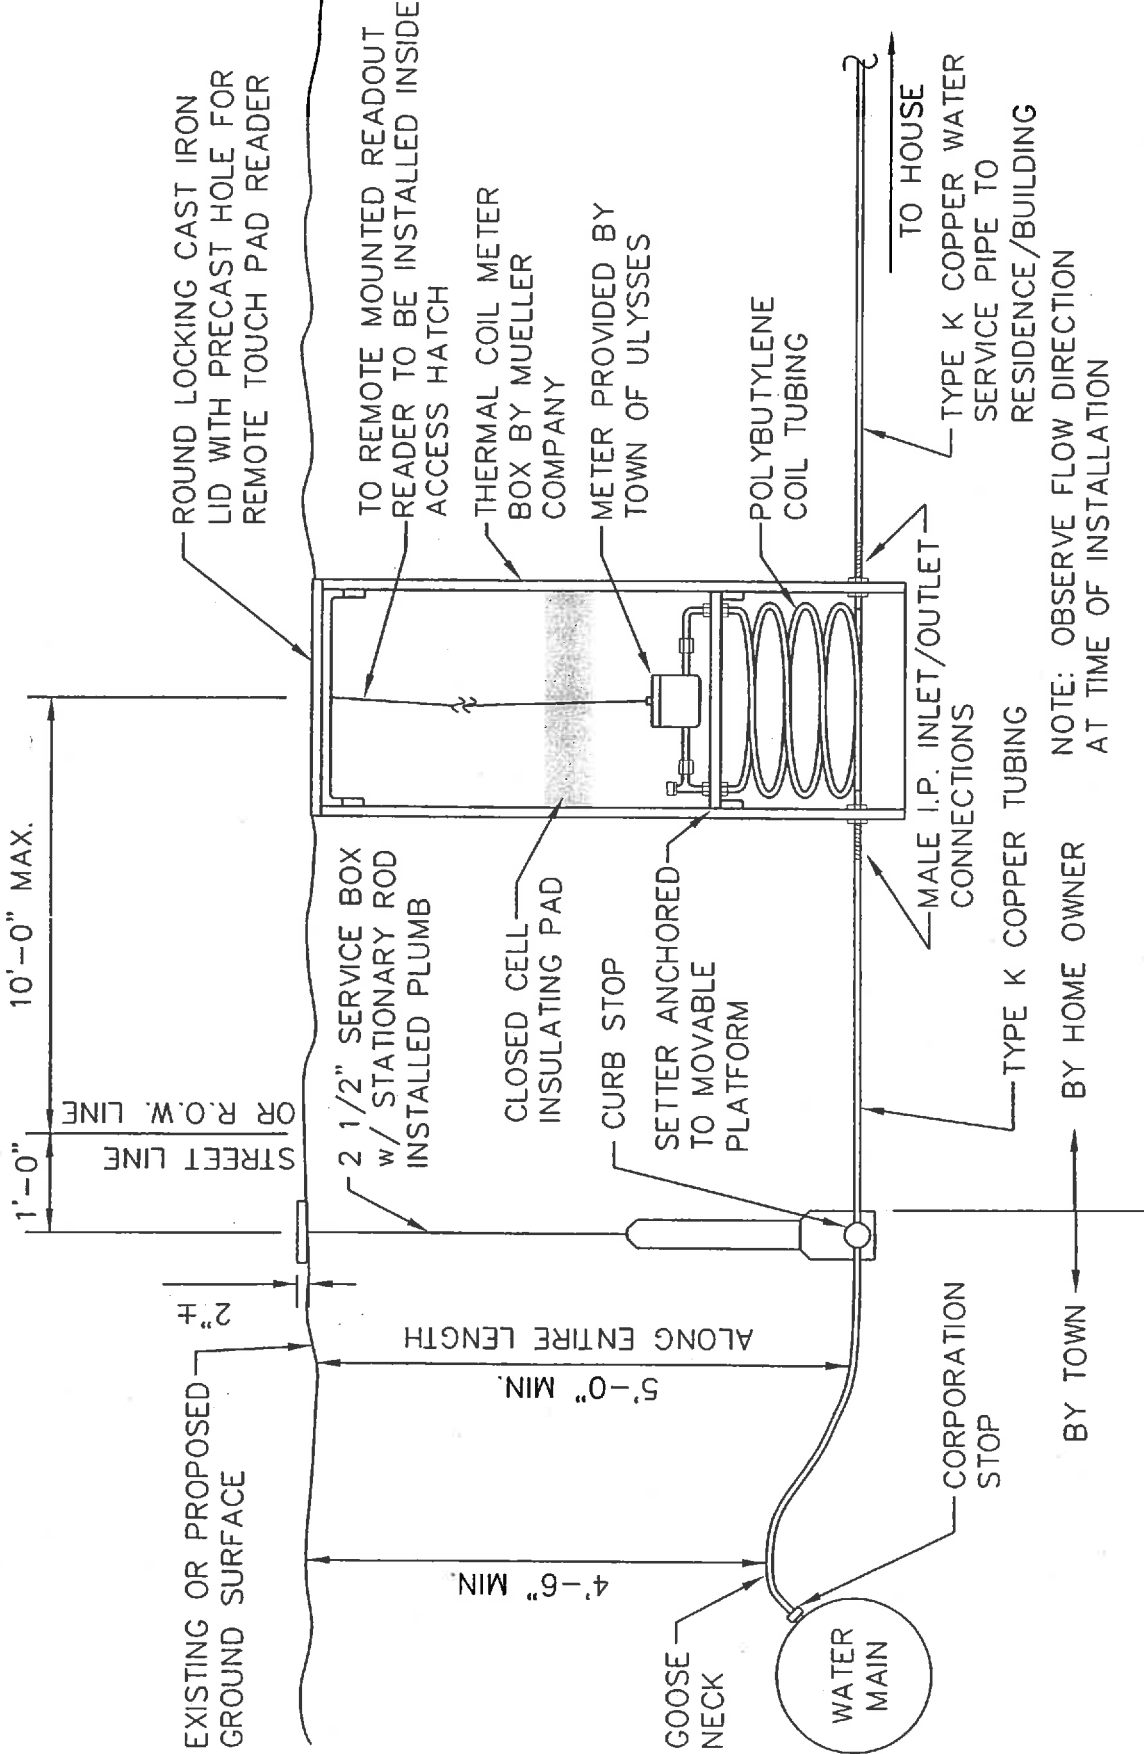 EXISTING OR PROPOSED
GROUND SURFACE
2"±
1'-0"
10'-0" MAX.
STREET LINE
OR R.O.W. LINE
ROUND LOCKING CAST IRON
LID WITH PRECAST HOLE FOR
REMOTE TOUCH PAD READER
TO REMOTE MOUNTED READOUT
READER TO BE INSTALLED INSIDE
ACCESS HATCH
2 1/2" SERVICE BOX
w/ STATIONARY ROD
INSTALLED PLUMB
THERMAL COIL METER
BOX BY MUELLER
COMPANY
CLOSED CELL
INSULATING PAD
METER PROVIDED BY
TOWN OF ULYSSES
4'-6" MIN.
5'-0" MIN.
ALONG ENTIRE LENGTH
CURB STOP
SETTER ANCHORED
TO MOVABLE
PLATFORM
POLYBUTYLENE
COIL TUBING
GOOSE
NECK
WATER
MAIN
CORPORATION
STOP
MALE I.P. INLET/OUTLET
CONNECTIONS
TYPE K COPPER TUBING
TO HOUSE
TYPE K COPPER WATER
SERVICE PIPE TO
RESIDENCE/BUILDING
BY TOWN
BY HOME OWNER
NOTE: OBSERVE FLOW DIRECTION
AT TIME OF INSTALLATION